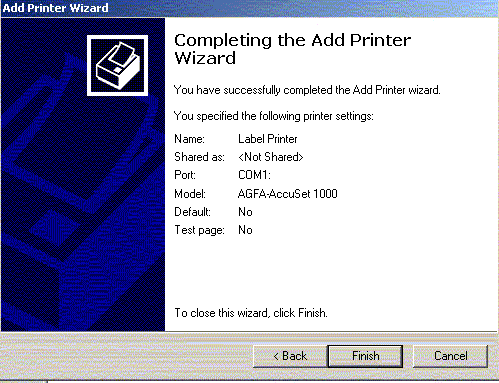 Add Printer Wizard
Completing the Add Printer
Wizard
You have successfully completed the Add Printer wizard.
You specified the following printer settings:
Name: Label Printer
Shared as: <Not Shared>
Port: COM1:
Model: AGFA-AccuSet 1000
Default: No
Test page: No
To close this wizard, click Finish.
< Back Finish Cancel